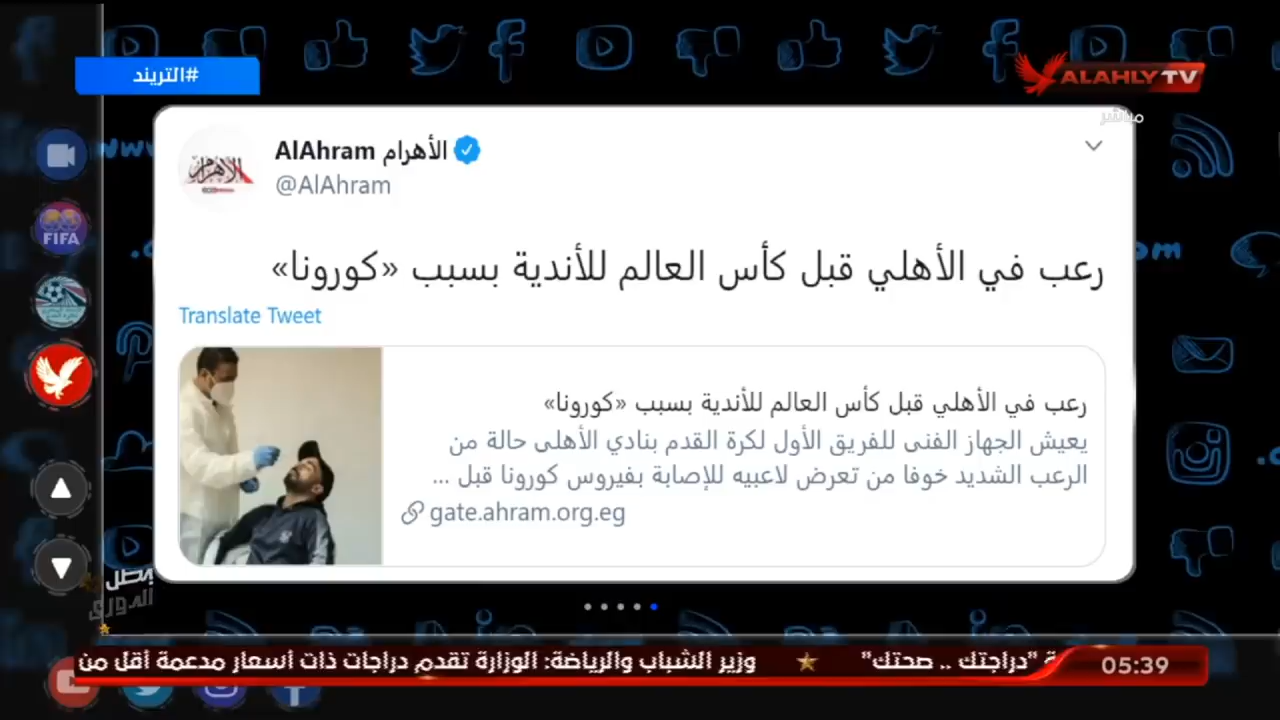 #التريند
ALAHLY TV
مباشر
AlAhram الأهرام
@AlAhram
رعب في الأهلي قبل كأس العالم للأندية بسبب «كورونا»
Translate Tweet
رعب في الأهلي قبل كأس العالم للأندية بسبب «كورونا»
يعيش الجهاز الفنى للفريق الأول لكرة القدم بنادي الأهلى حالة من
الرعب الشديد خوفا من تعرض لاعبيه للإصابة بفيروس كورونا قبل ...
gate.ahram.org.eg
FIFA
بطل
الدورى
ة "دراجتك .. صحتك" وزير الشباب والرياضة: الوزارة تقدم دراجات ذات أسعار مدعمة أقل من
05:39